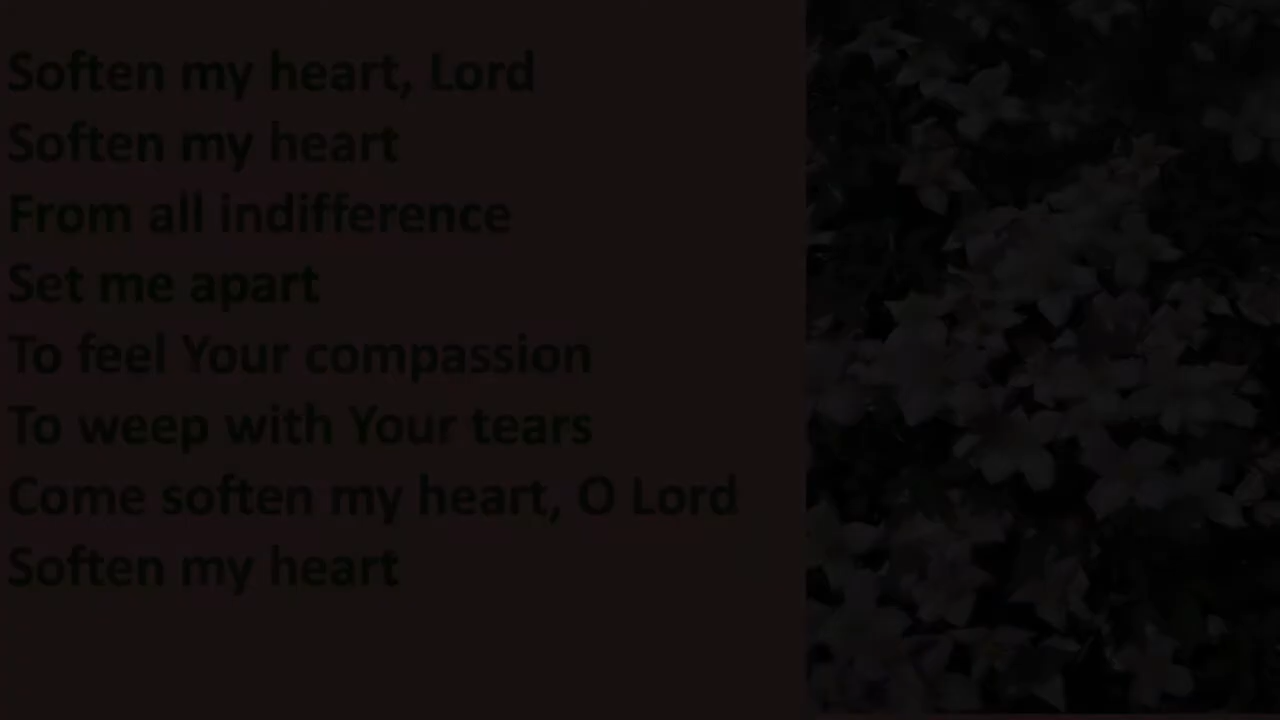 Soften my heart, Lord
Soften my heart
From all indifference
Set me apart
To feel Your compassion
To weep with Your tears
Come soften my heart, O Lord
Soften my heart